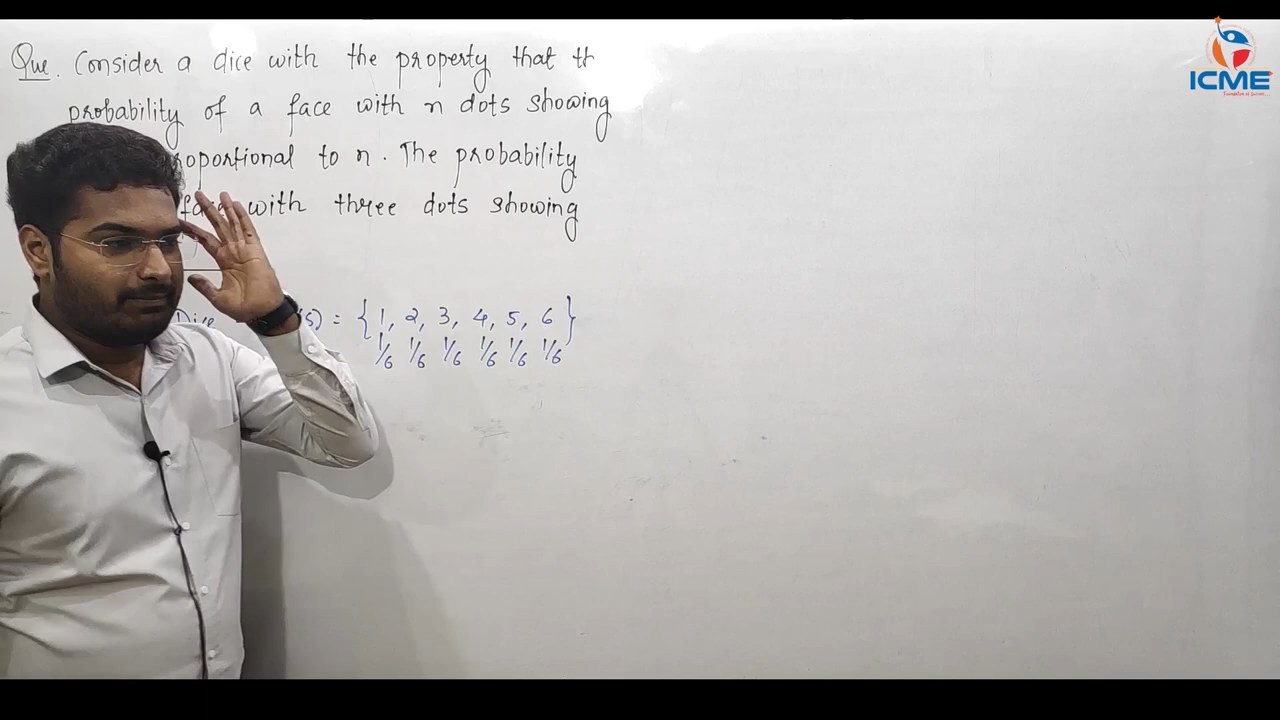 Que. Consider a dice with the property that th
probability of a face with n dots showing
roportional to n. The probability
face with three dots showing
Dice (S) = {1, 2, 3, 4, 5, 6}
1/6 1/6 1/6 1/6 1/6 1/6
ICME